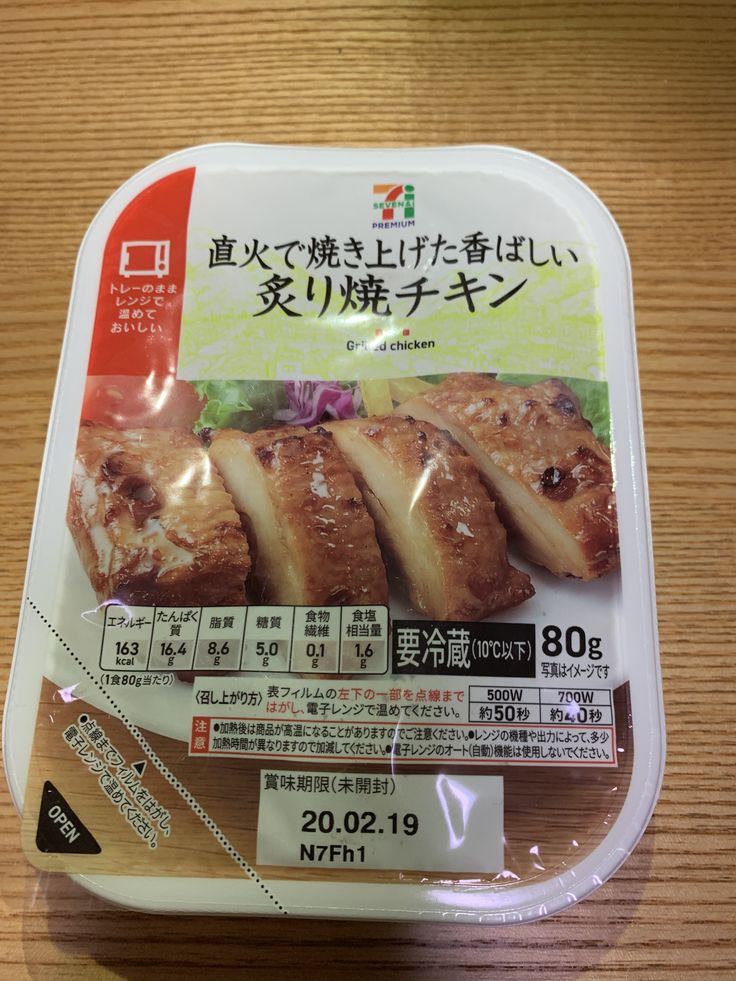 SEVEN&i
PREMIUM
直火で焼き上げた香ばしい
炙り焼チキン
Grilled chicken
トレーのまま
レンジで
温めて
おいしい
エネルギー たんぱく質 脂質 糖質 食物繊維 食塩相当量
163kcal 16.4g 8.6g 5.0g 0.1g 1.6g
(1食80g当たり)
要冷蔵(10℃以下)
80g
写真はイメージです
〈召し上がり方〉表フィルムの左下の一部を点線まで
はがし、電子レンジで温めてください。
500W 700W
約50秒 約40秒
注意
●加熱後は商品が高温になることがありますのでご注意ください。●レンジの機種や出力によって、多少
加熱時間が異なりますので加減してください。●電子レンジのオート(自動)機能は使用しないでください。
▲点線までフィルムをはがし、
電子レンジで温めてください。
OPEN
賞味期限(未開封)
20.02.19
N7Fh1